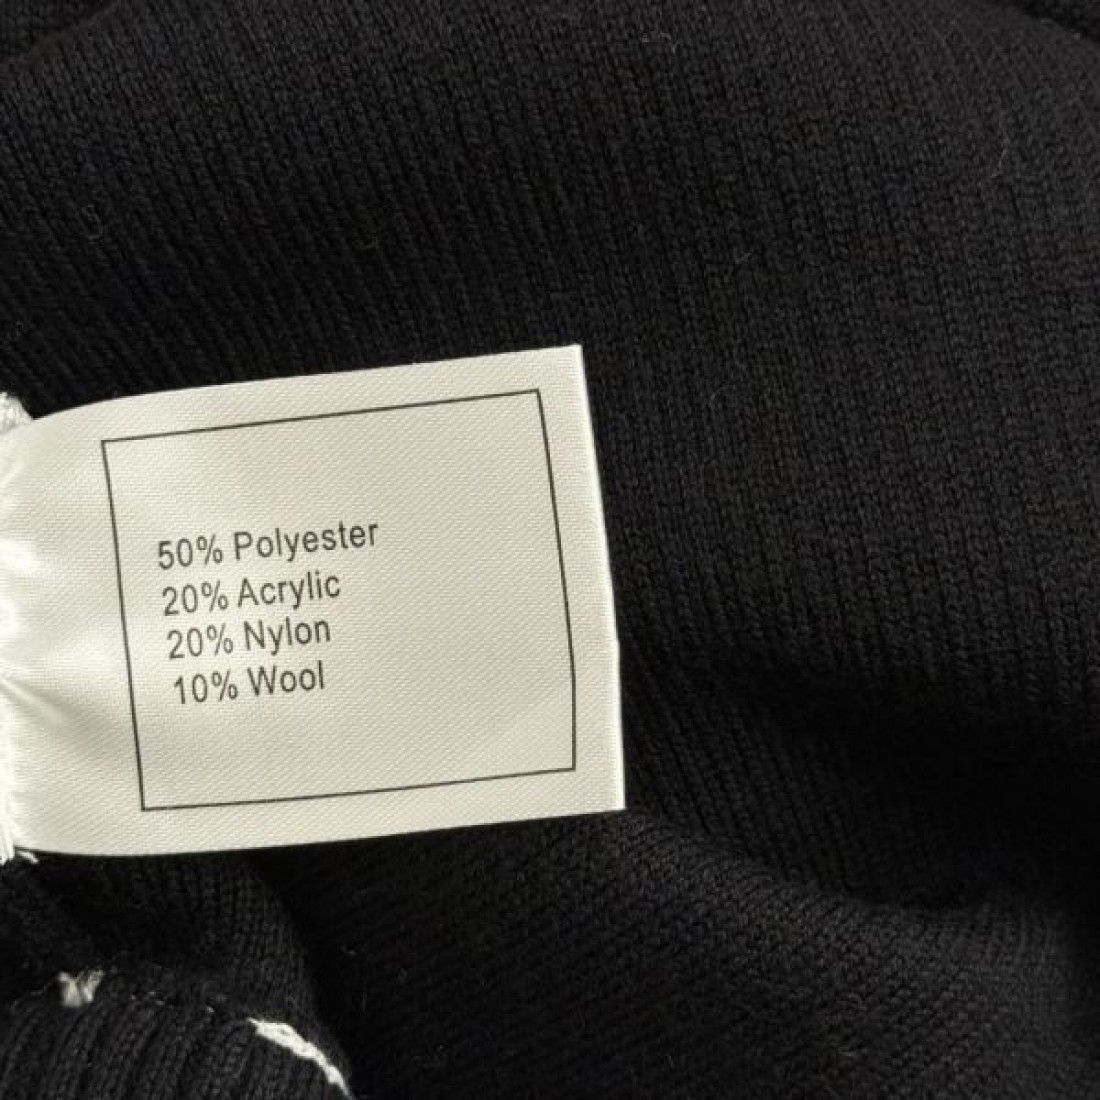 50% Polyester
20% Acrylic
20% Nylon
10% Wool